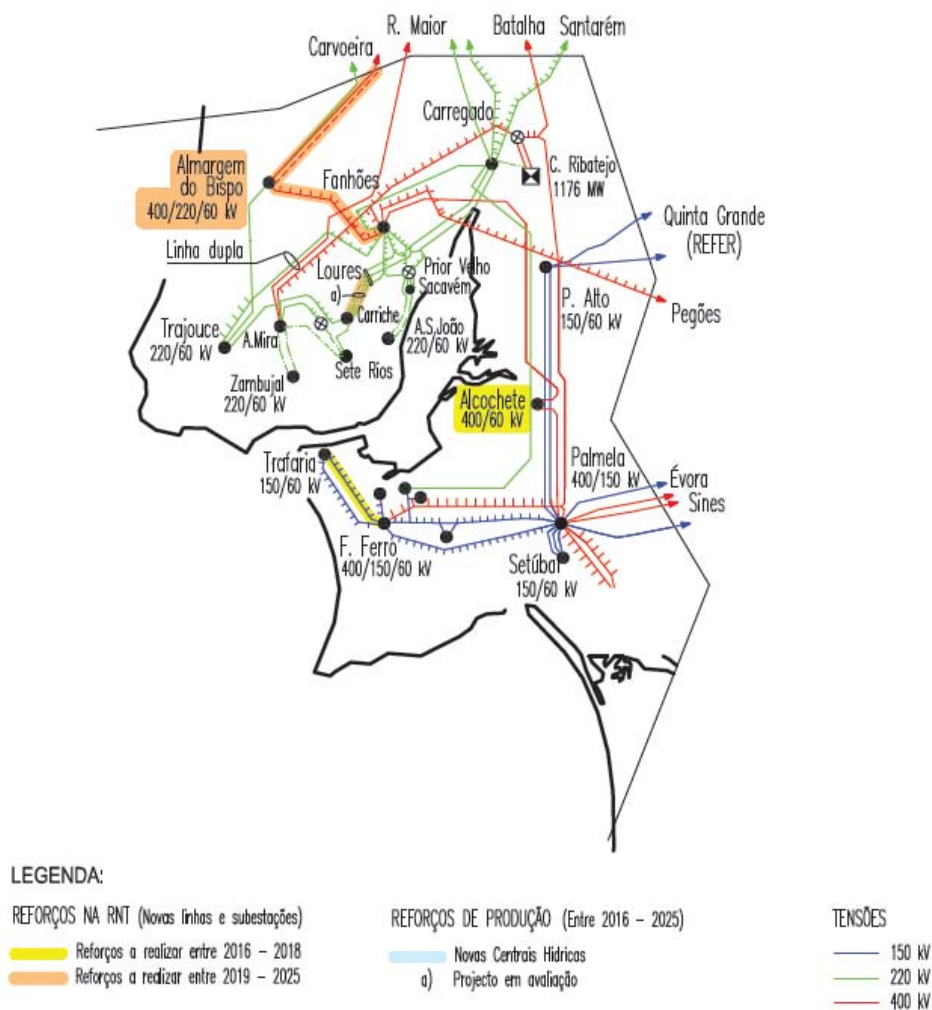 R. Maior
Batalha
Santarém
Carvoeira
Carregado
Almargem
do Bispo
400/220/60 kV
Fanhões
C. Ribatejo
1176 MW
Quinta Grande
(REFER)
Linha dupla
Loures
a)
Prior Velho
Sacavém
P. Alto
150/60 kV
Pegões
Trajouce
220/60 kV
A.Mira
Carriche
A.S.João
220/60 kV
Sete Rios
Zambujal
220/60 kV
Alcochete
400/60 kV
Trafaria
150/60 kV
Palmela
400/150 kV
Évora
Sines
F. Ferro
400/150/60 kV
Setúbal
150/60 kV
LEGENDA:
REFORÇOS NA RNT (Novas linhas e subestações)
Reforços a realizar entre 2016 - 2018
Reforços a realizar entre 2019 - 2025
REFORÇOS DE PRODUÇÃO (Entre 2016 - 2025)
Novas Centrais Hídricas
a) Projecto em avaliação
TENSÕES
150 kV
220 kV
400 kV